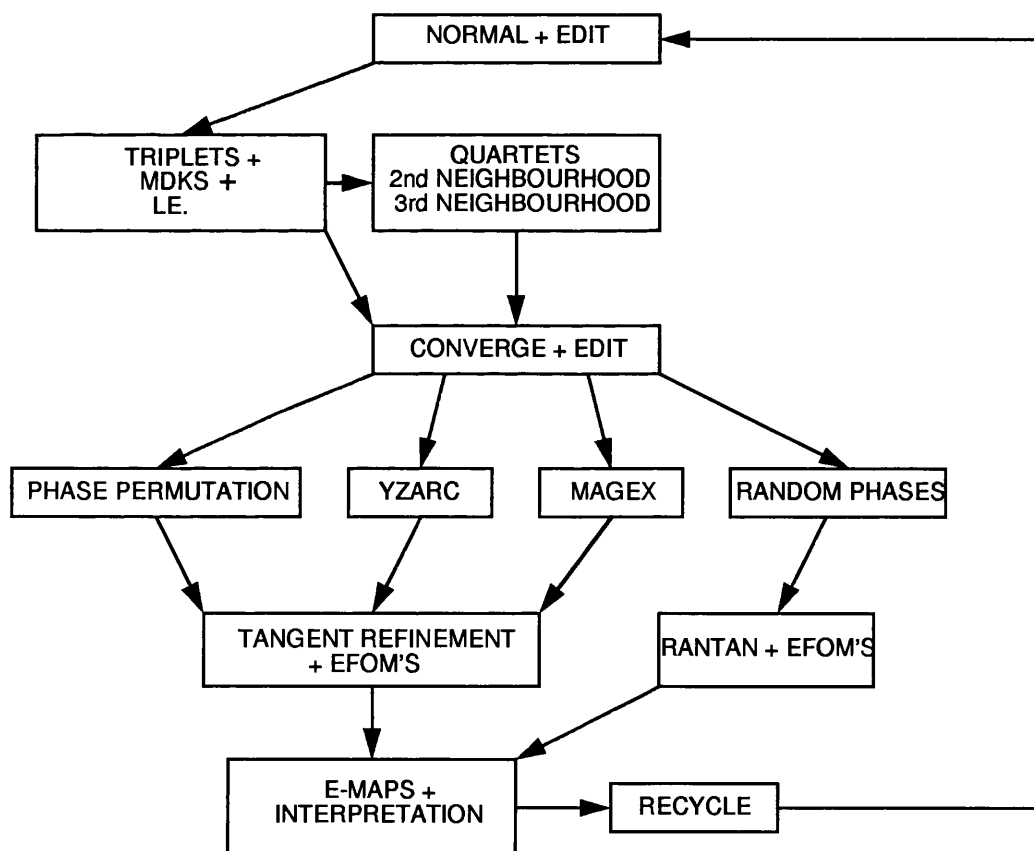 NORMAL + EDIT
TRIPLETS +
MDKS +
LE.
QUARTETS
2nd NEIGHBOURHOOD
3rd NEIGHBOURHOOD
CONVERGE + EDIT
PHASE PERMUTATION
YZARC
MAGEX
RANDOM PHASES
TANGENT REFINEMENT
+ EFOM'S
RANTAN + EFOM'S
E-MAPS +
INTERPRETATION
RECYCLE